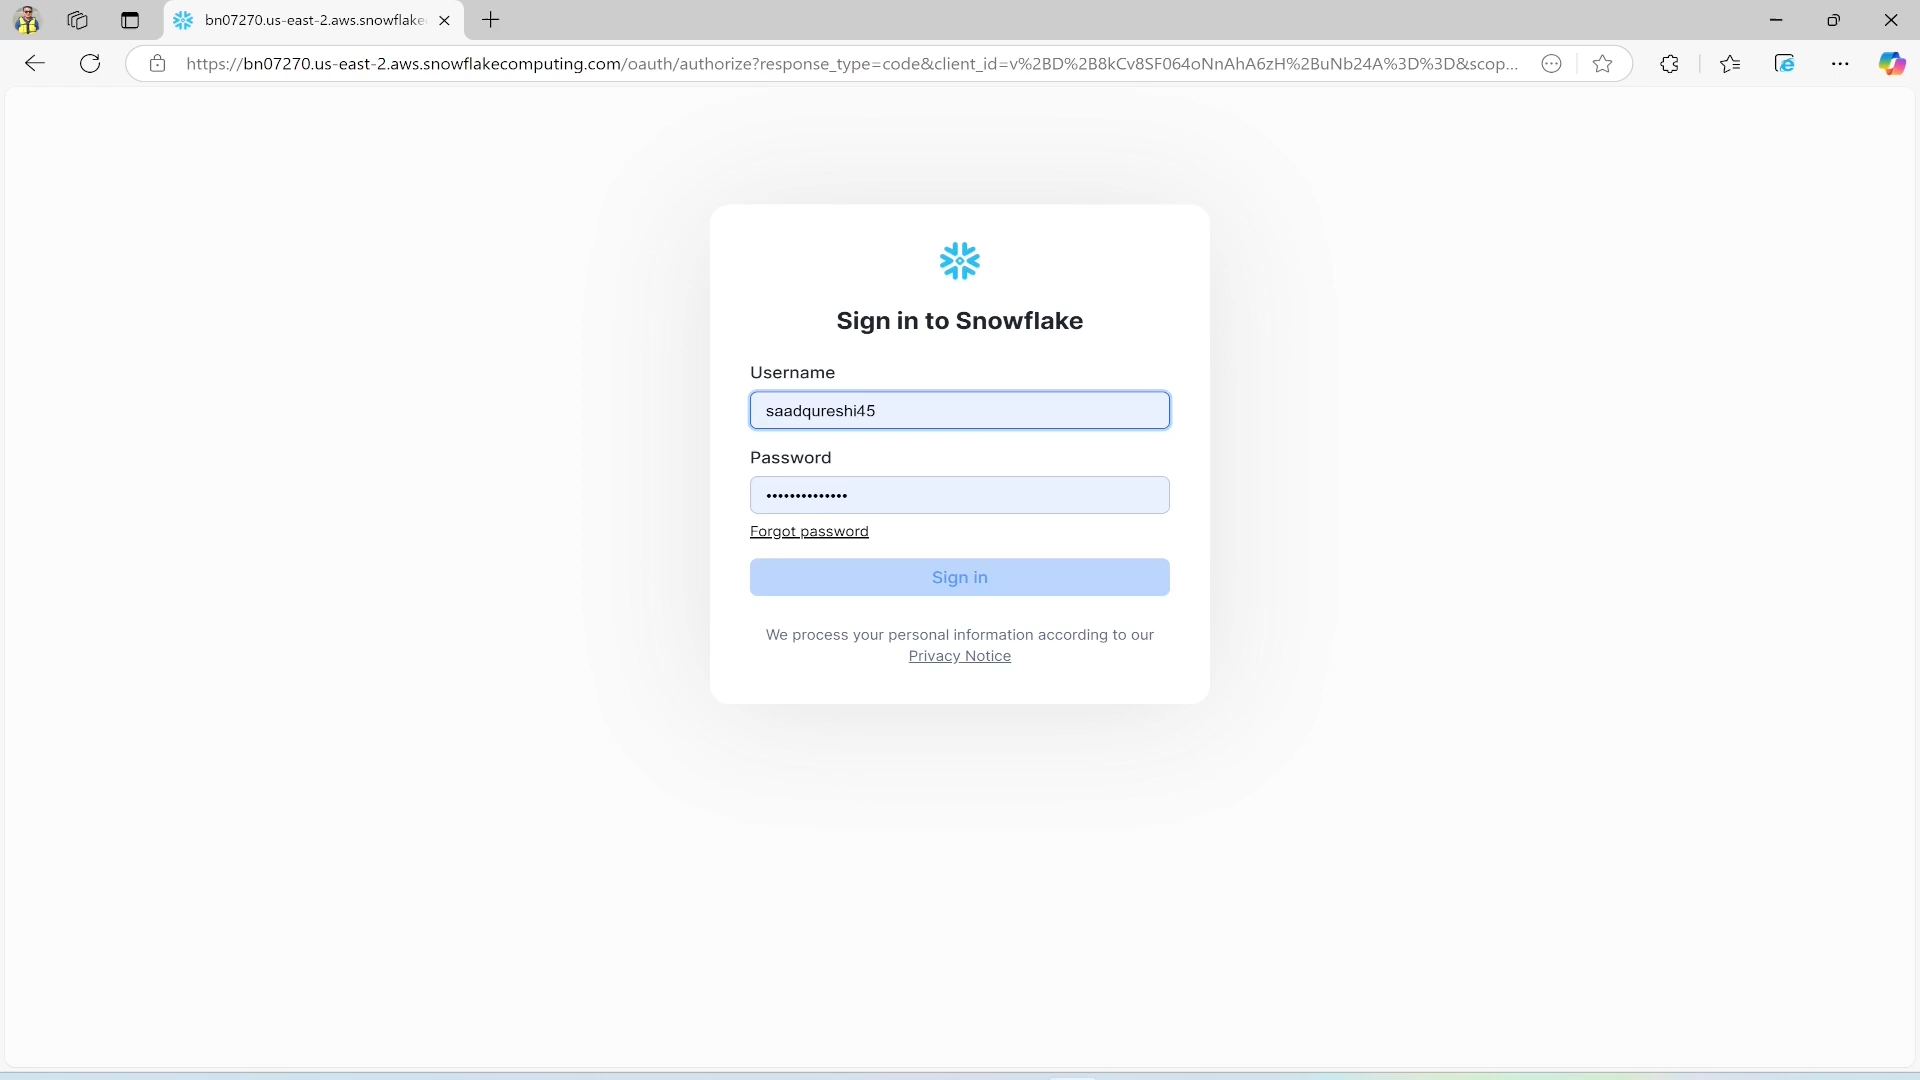 bn07270.us-east-2.aws.snowflake
https://bn07270.us-east-2.aws.snowflakecomputing.com/oauth/authorize?response_type=code&client_id=v%2BD%2B8kCv8SF064oNnAhA6zH%2BuNb24A%3D%3D&scop...
Sign in to Snowflake
Username
saadqureshi45
Password
••••••••••••••
Forgot password
Sign in
We process your personal information according to our
Privacy Notice